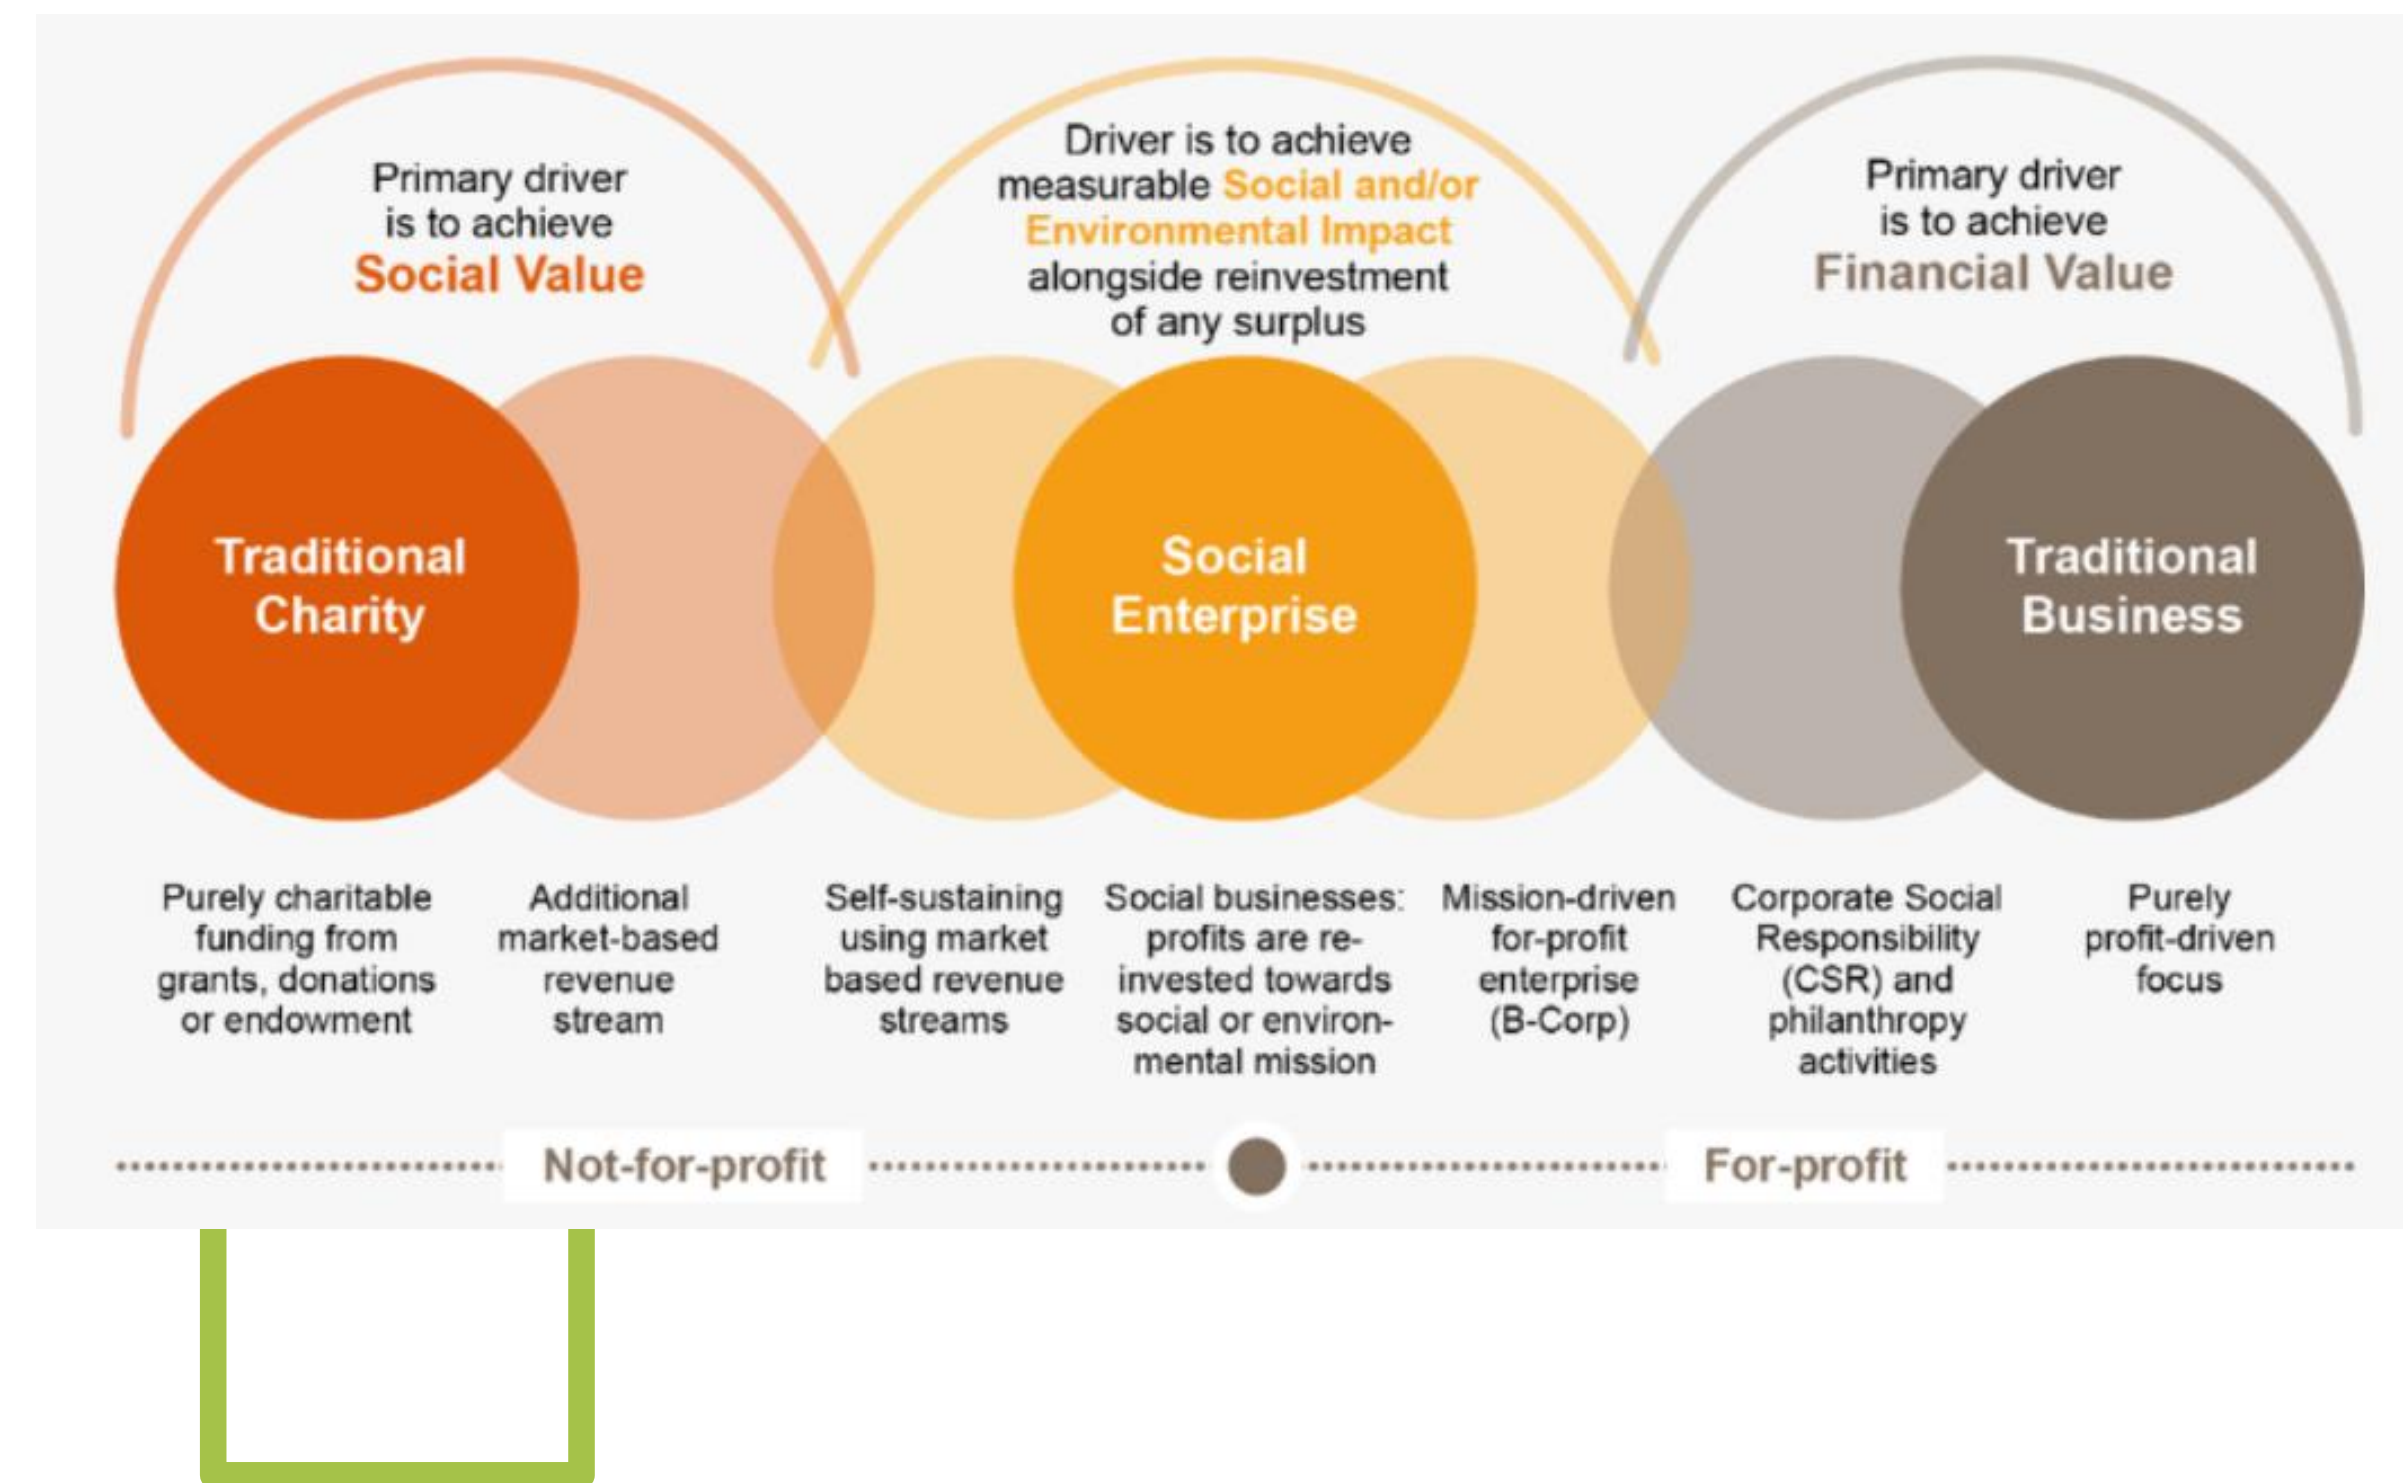 Primary driver
is to achieve
Social Value
Driver is to achieve
measurable Social and/or
Environmental Impact
alongside reinvestment
of any surplus
Primary driver
is to achieve
Financial Value
Traditional
Charity
Social
Enterprise
Traditional
Business
Purely charitable
funding from
grants, donations
or endowment
Additional
market-based
revenue
stream
Self-sustaining
using market
based revenue
streams
Social businesses:
profits are re-
invested towards
social or environ-
mental mission
Mission-driven
for-profit
enterprise
(B-Corp)
Corporate Social
Responsibility
(CSR) and
philanthropy
activities
Purely
profit-driven
focus
Not-for-profit
For-profit